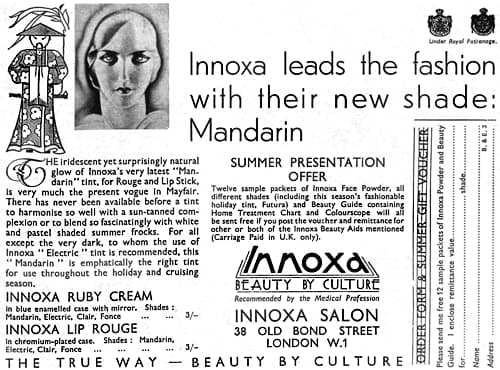 Under Royal Patronage.
Innoxa leads the fashion
with their new shade:
Mandarin
THE iridescent yet surprisingly natural
glow of Innoxa's very latest "Man-
darin" tint, for Rouge and Lip Stick,
is very much the present vogue in Mayfair.
There has never been available before a tint
to harmonise so well with a sun-tanned com-
plexion or to blend so fascinatingly with white
and pastel shaded summer frocks. For all
except the very dark, to whom the use of
Innoxa "Electric" tint is recommended, this
"Mandarin" is emphatically the right tint
for use throughout the holiday and cruising
season.
INNOXA RUBY CREAM
in blue enamelled case with mirror. Shades:
Mandarin, Electric, Clair, Fonce ... ... 3/-
INNOXA LIP ROUGE
in chromium-plated case. Shades: Mandarin,
Electric, Clair, Fonce ... ... ... 3/-
SUMMER PRESENTATION
OFFER
Twelve sample packets of Innoxa Face Powder, all
different shades (including this season's fashionable
holiday tint, Futura) and Beauty Guide containing
Home Treatment Chart and Colourscope will all
be sent free if you post the voucher and remittance for
other or both of the Innoxa Beauty Aids mentioned
(Carriage Paid in U.K. only).
Innoxa
BEAUTY BY CULTURE
Recommended by the Medical Profession
INNOXA SALON
38 OLD BOND STREET
LONDON W.1
ORDER FORM & SUMMER GIFT VOUCHER
Please send me free 12 sample packets of Innoxa Powder and Beauty
Guide. I enclose remittance value
for shade.
Name
Address
B. & E. 2
THE TRUE WAY — BEAUTY BY CULTURE